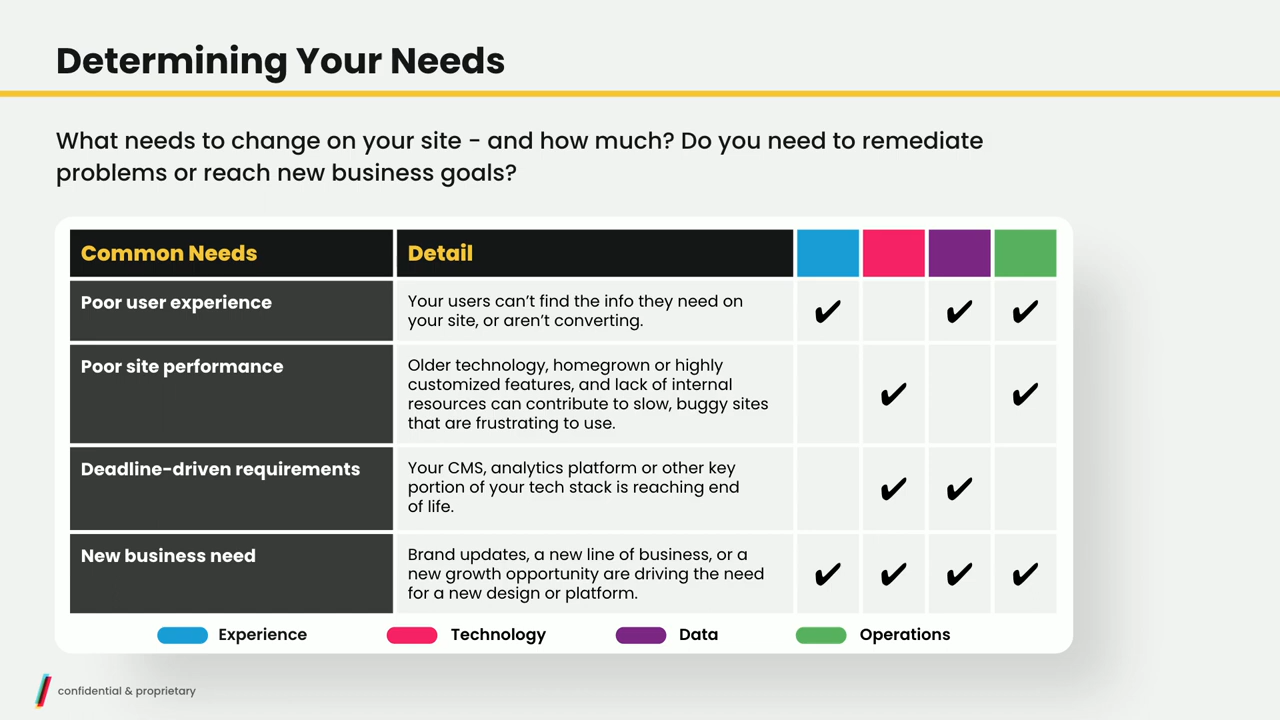 Determining Your Needs
What needs to change on your site - and how much? Do you need to remediate
problems or reach new business goals?
Common Needs
Detail
Poor user experience
Your users can’t find the info they need on
your site, or aren’t converting.
✔ ✔ ✔
Poor site performance
Older technology, homegrown or highly
customized features, and lack of internal
resources can contribute to slow, buggy sites
that are frustrating to use.
✔ ✔
Deadline-driven requirements
Your CMS, analytics platform or other key
portion of your tech stack is reaching end
of life.
✔ ✔
New business need
Brand updates, a new line of business, or a
new growth opportunity are driving the need
for a new design or platform.
✔ ✔ ✔ ✔
Experience Technology Data Operations
confidential & proprietary